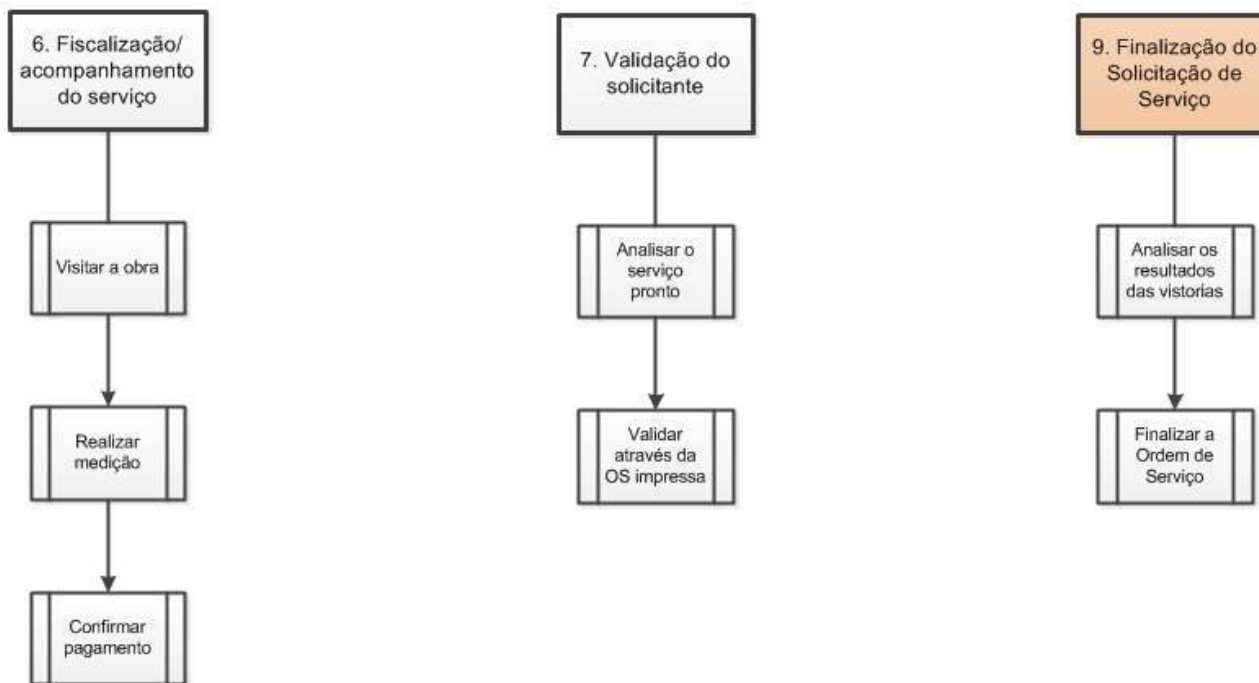 6. Fiscalização/
acompanhamento
do serviço
Visitar a obra
Realizar
medição
Confirmar
pagamento
7. Validação do
solicitante
Analisar o
serviço
pronto
Validar
através da
OS impressa
9. Finalização do
Solicitação de
Serviço
Analisar os
resultados
das vistorias
Finalizar a
Ordem de
Serviço